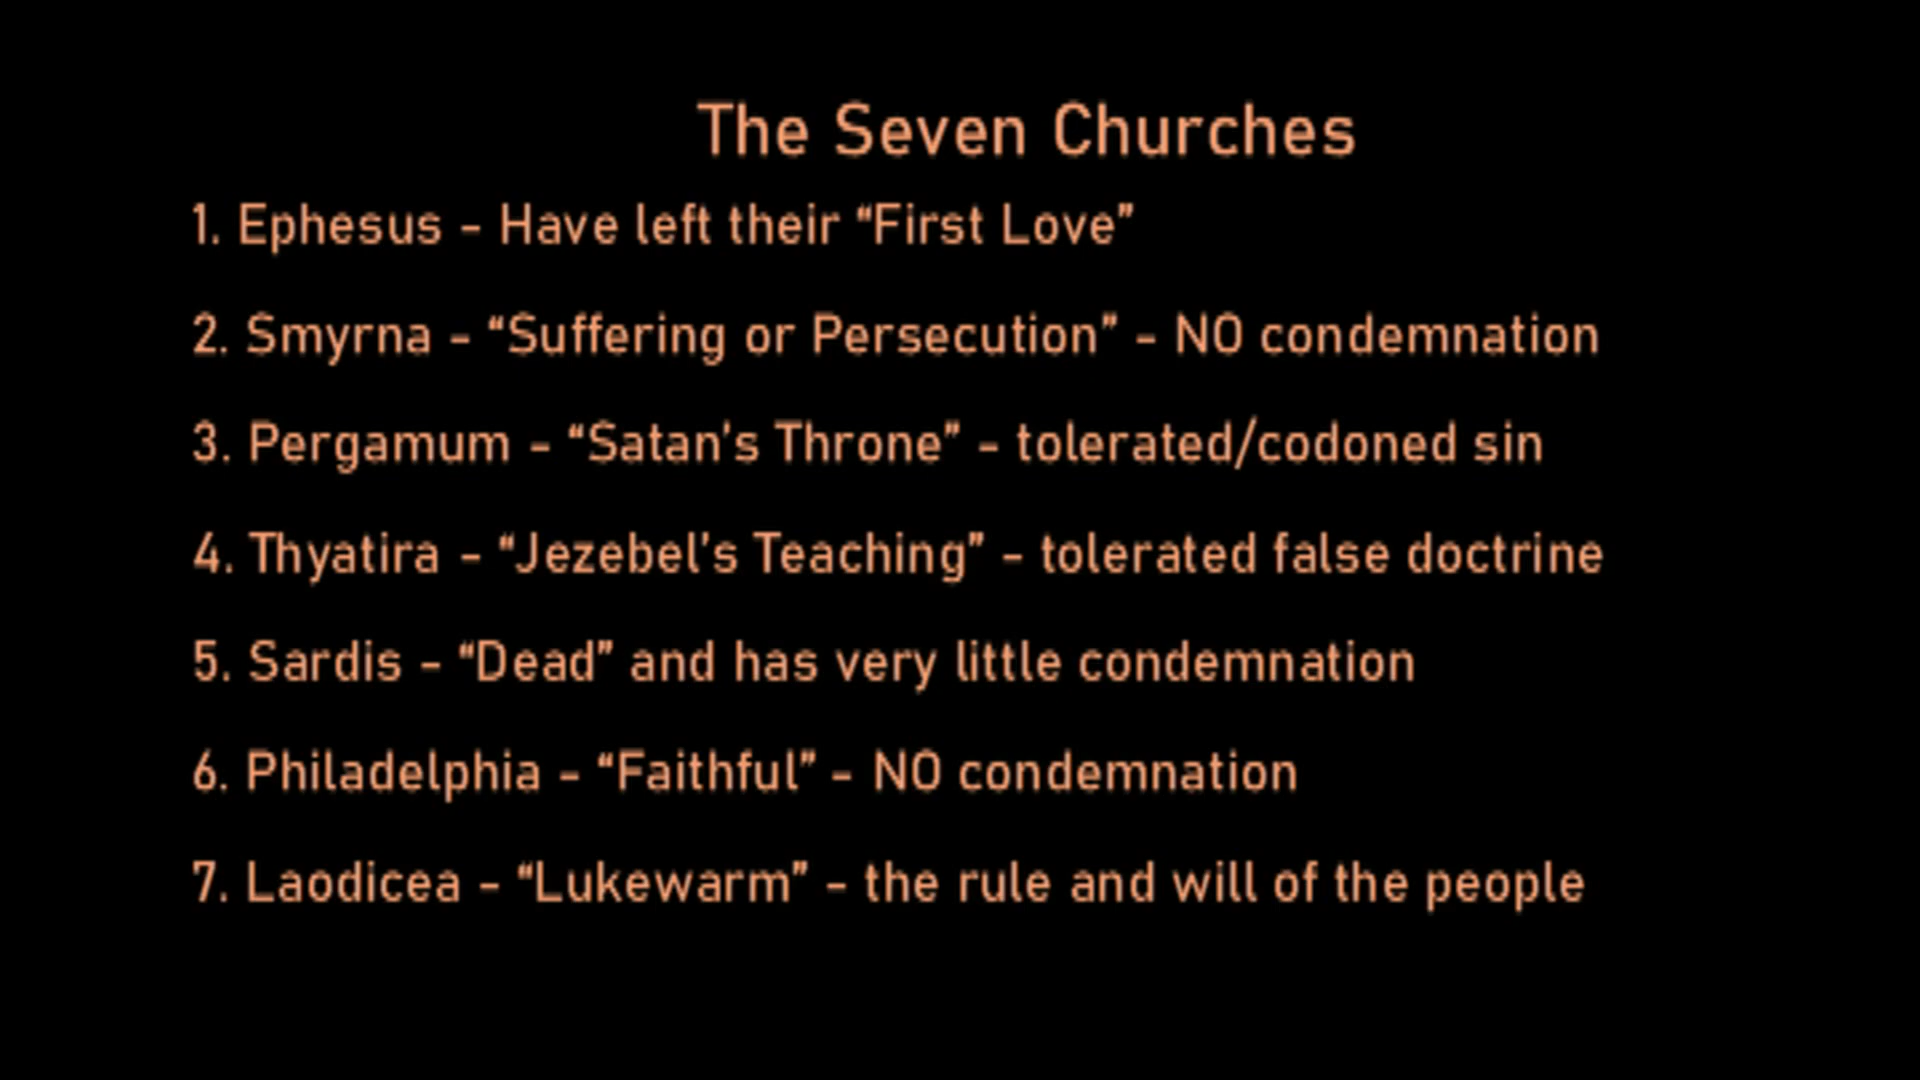 The Seven Churches
1. Ephesus - Have left their “First Love”
2. Smyrna - “Suffering or Persecution” - NO condemnation
3. Pergamum - “Satan’s Throne” - tolerated/codoned sin
4. Thyatira - “Jezebel’s Teaching” - tolerated false doctrine
5. Sardis - “Dead” and has very little condemnation
6. Philadelphia - “Faithful” - NO condemnation
7. Laodicea - “Lukewarm” - the rule and will of the people